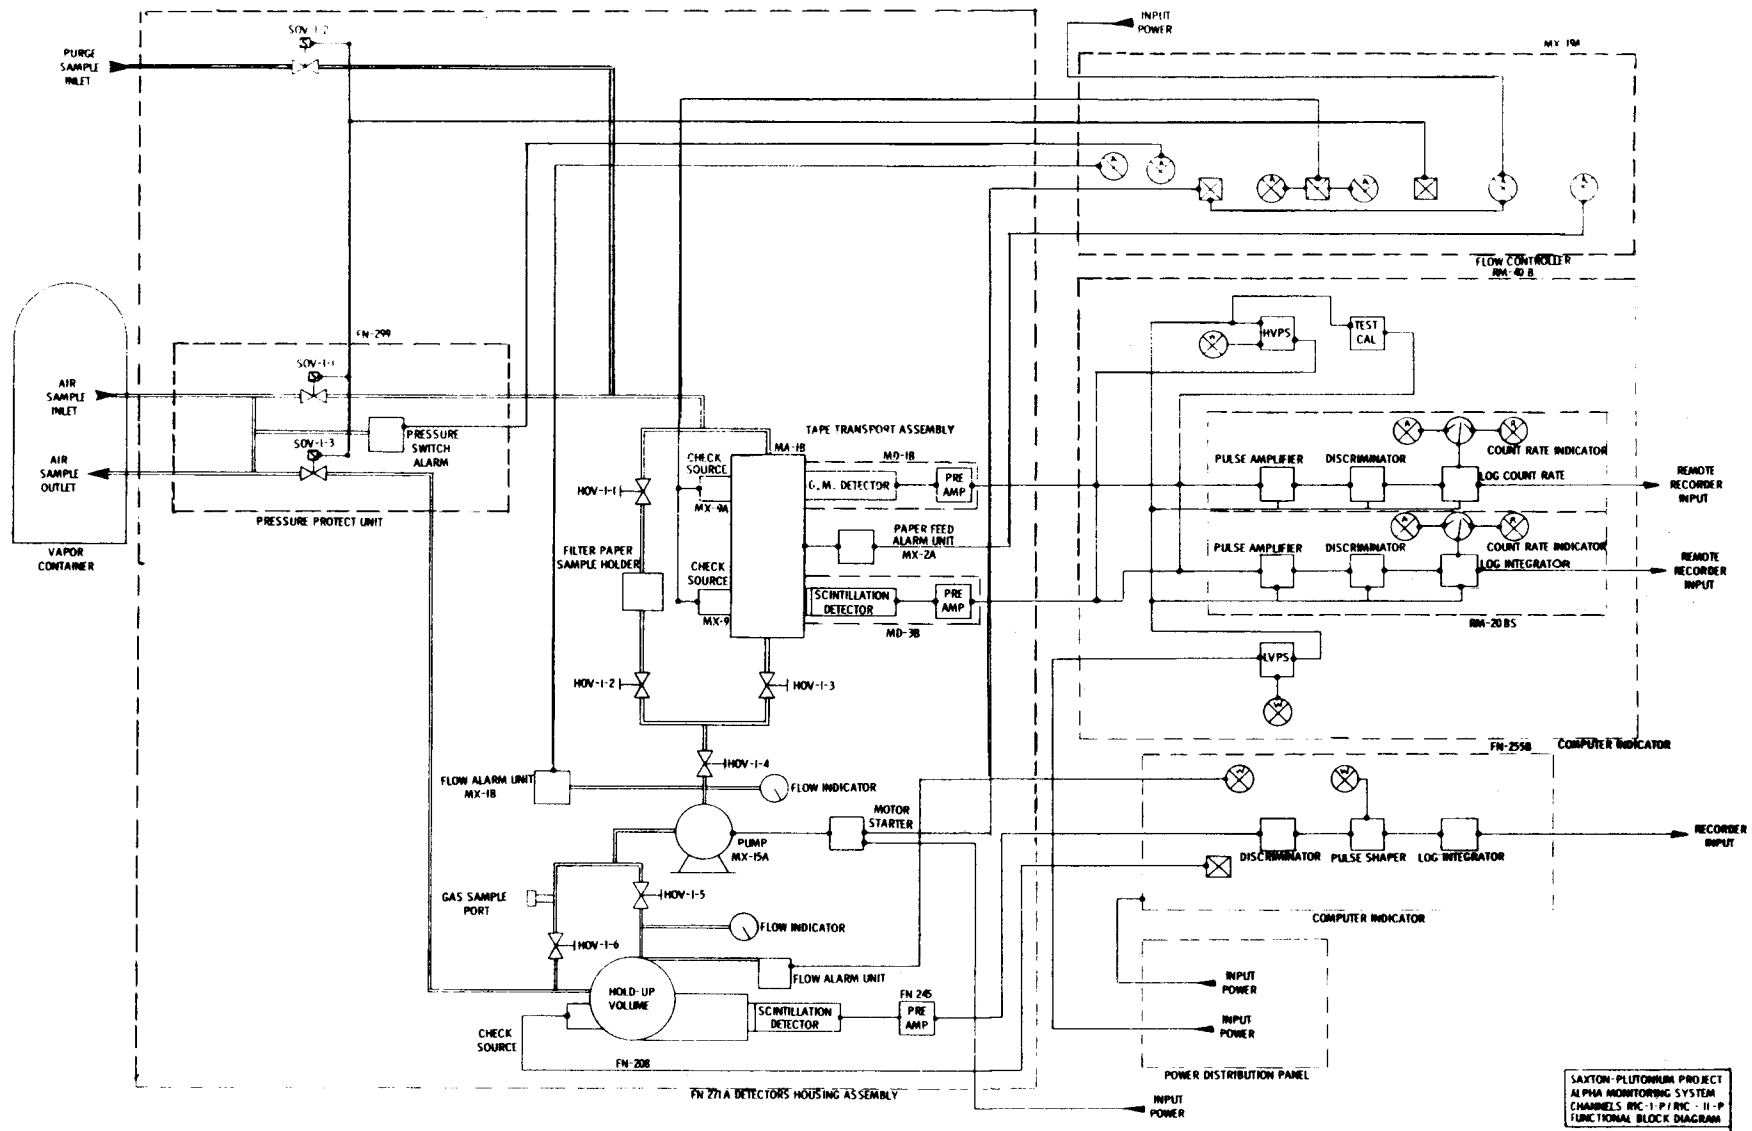 SOV-1-2
PURGE
SAMPLE
INLET
INPUT
POWER
MX-19A
FLOW CONTROLLER
RM-40 B
FN-299
SOV-1-1
AIR
SAMPLE
INLET
PRESSURE
SWITCH
ALARM
SOV-1-3
AIR
SAMPLE
OUTLET
PRESSURE PROTECT UNIT
VAPOR
CONTAINER
HVPS
TEST
CAL
W
TAPE TRANSPORT ASSEMBLY
MA-1B
MD-1B
CHECK
SOURCE
G.M. DETECTOR
PRE
AMP
MX-9A
HOV-1-1
PAPER FEED
ALARM UNIT
MX-2A
FILTER PAPER
SAMPLE HOLDER
CHECK
SOURCE
SCINTILLATION
DETECTOR
PRE
AMP
MX-9
MD-3B
A
A
COUNT RATE INDICATOR
PULSE AMPLIFIER
DISCRIMINATOR
LOG COUNT RATE
REMOTE
RECORDER
INPUT
A
A
COUNT RATE INDICATOR
PULSE AMPLIFIER
DISCRIMINATOR
LOG INTEGRATOR
REMOTE
RECORDER
INPUT
RM-20 BS
LVPS
W
HOV-1-2
HOV-1-3
HOV-1-4
FN-255B
COMPUTER INDICATOR
FLOW ALARM UNIT
MX-1B
FLOW INDICATOR
MOTOR
STARTER
PUMP
MX-15A
W
W
DISCRIMINATOR
PULSE SHAPER
LOG INTEGRATOR
RECORDER
INPUT
COMPUTER INDICATOR
GAS SAMPLE
PORT
HOV-1-5
FLOW INDICATOR
HOV-1-6
FLOW ALARM UNIT
HOLD-UP
VOLUME
FN 245
SCINTILLATION
DETECTOR
PRE
AMP
CHECK
SOURCE
FN-208
INPUT
POWER
INPUT
POWER
POWER DISTRIBUTION PANEL
FN 271A DETECTORS HOUSING ASSEMBLY
INPUT
POWER
SAXTON-PLUTONIUM PROJECT
ALPHA MONITORING SYSTEM
CHANNELS RIC-I-P / RIC - II-P
FUNCTIONAL BLOCK DIAGRAM